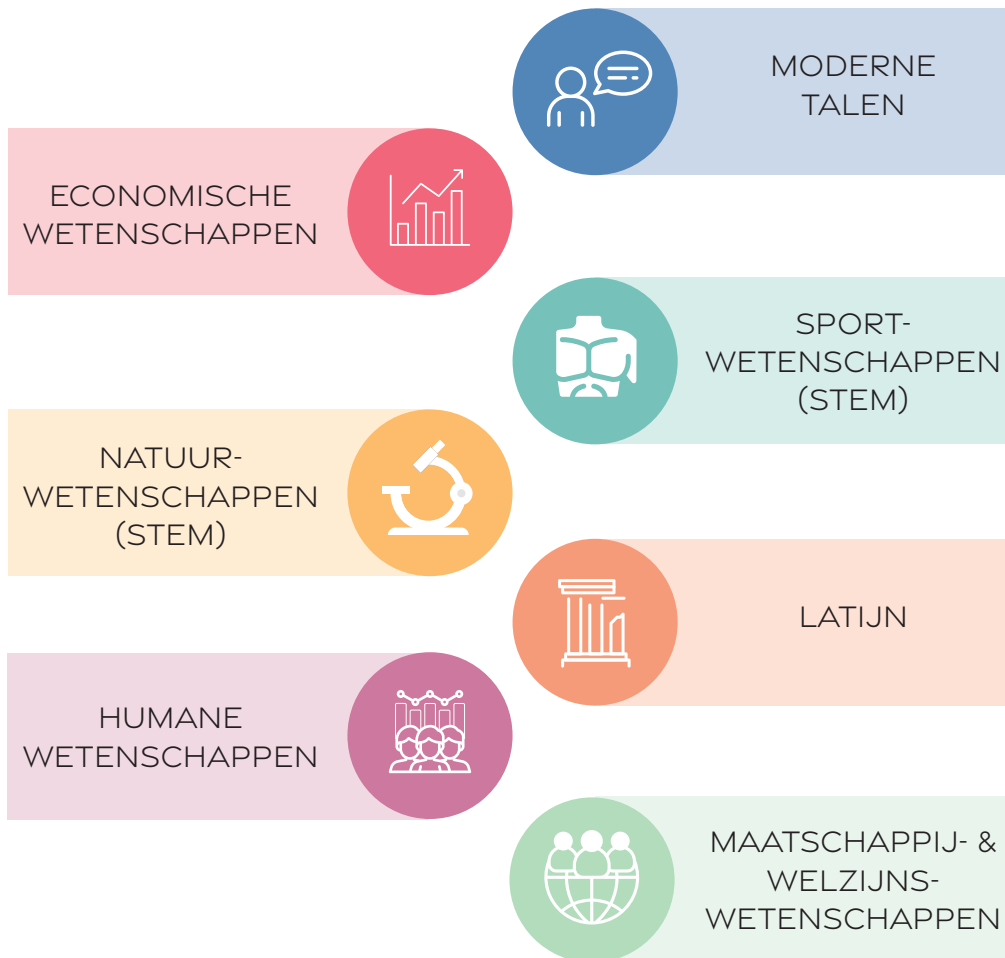 MODERNE
TALEN
ECONOMISCHE
WETENSCHAPPEN
SPORT-
WETENSCHAPPEN
(STEM)
NATUUR-
WETENSCHAPPEN
(STEM)
LATIJN
HUMANE
WETENSCHAPPEN
MAATSCHAPPIJ- &
WELZIJNS-
WETENSCHAPPEN